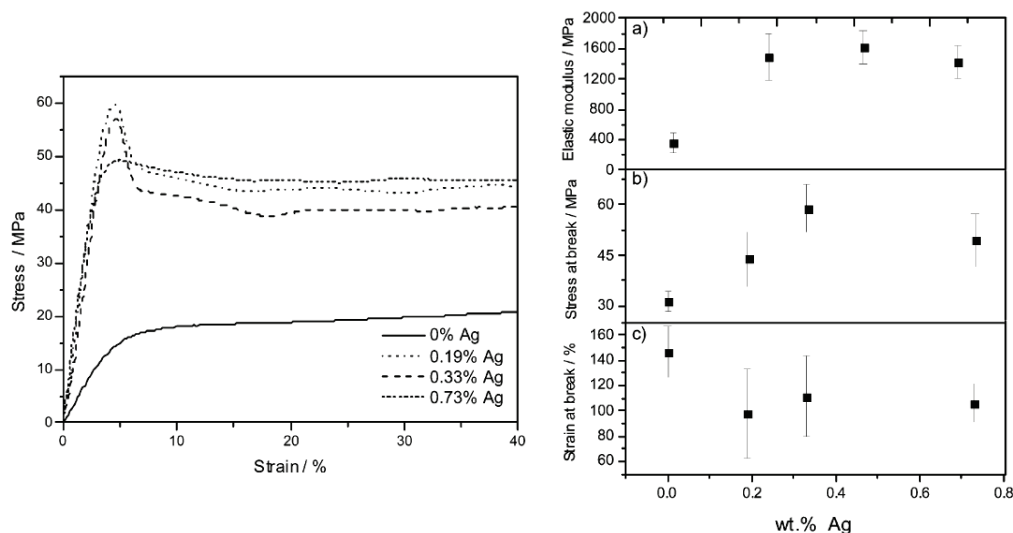 60
50
40
30
20
10
0
Stress / MPa
0% Ag
0.19% Ag
0.33% Ag
0.73% Ag
0
10
20
30
40
Strain / %
a)
2000
1600
1200
800
400
0
Elastic modulus / MPa
b)
60
45
30
Stress at break / MPa
c)
160
140
120
100
80
60
Strain at break / %
0.0
0.2
0.4
0.6
0.8
wt.% Ag